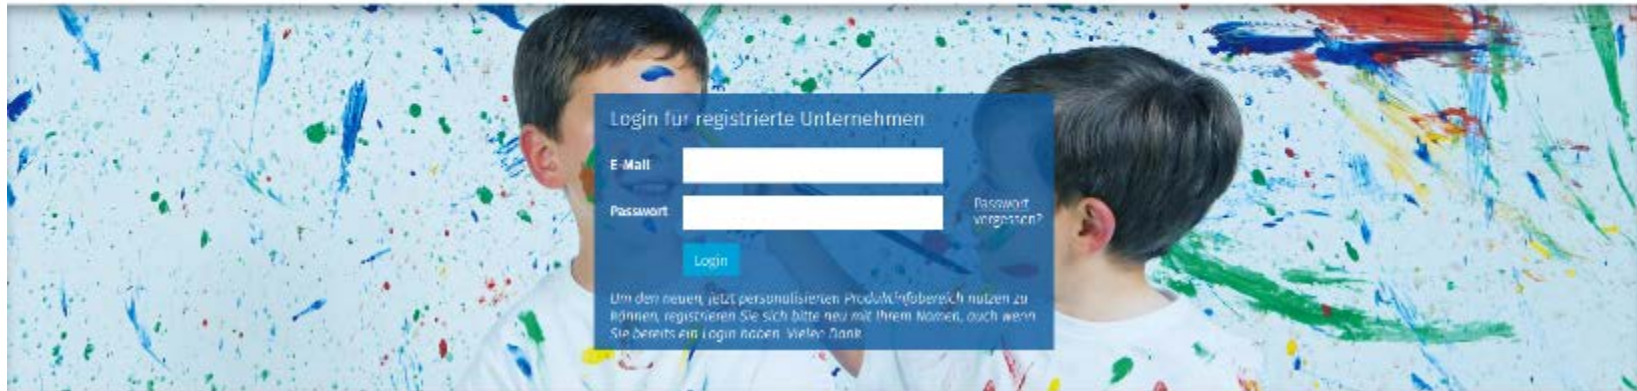 Login für registrierte Unternehmen
E-Mail
Passwort
Passwort
vergessen?
Login
Um den neuen, jetzt personalisierten Produktinfobereich nutzen zu
können, registrieren Sie sich bitte neu mit Ihrem Namen, auch wenn
Sie bereits ein Login haben. Vielen Dank